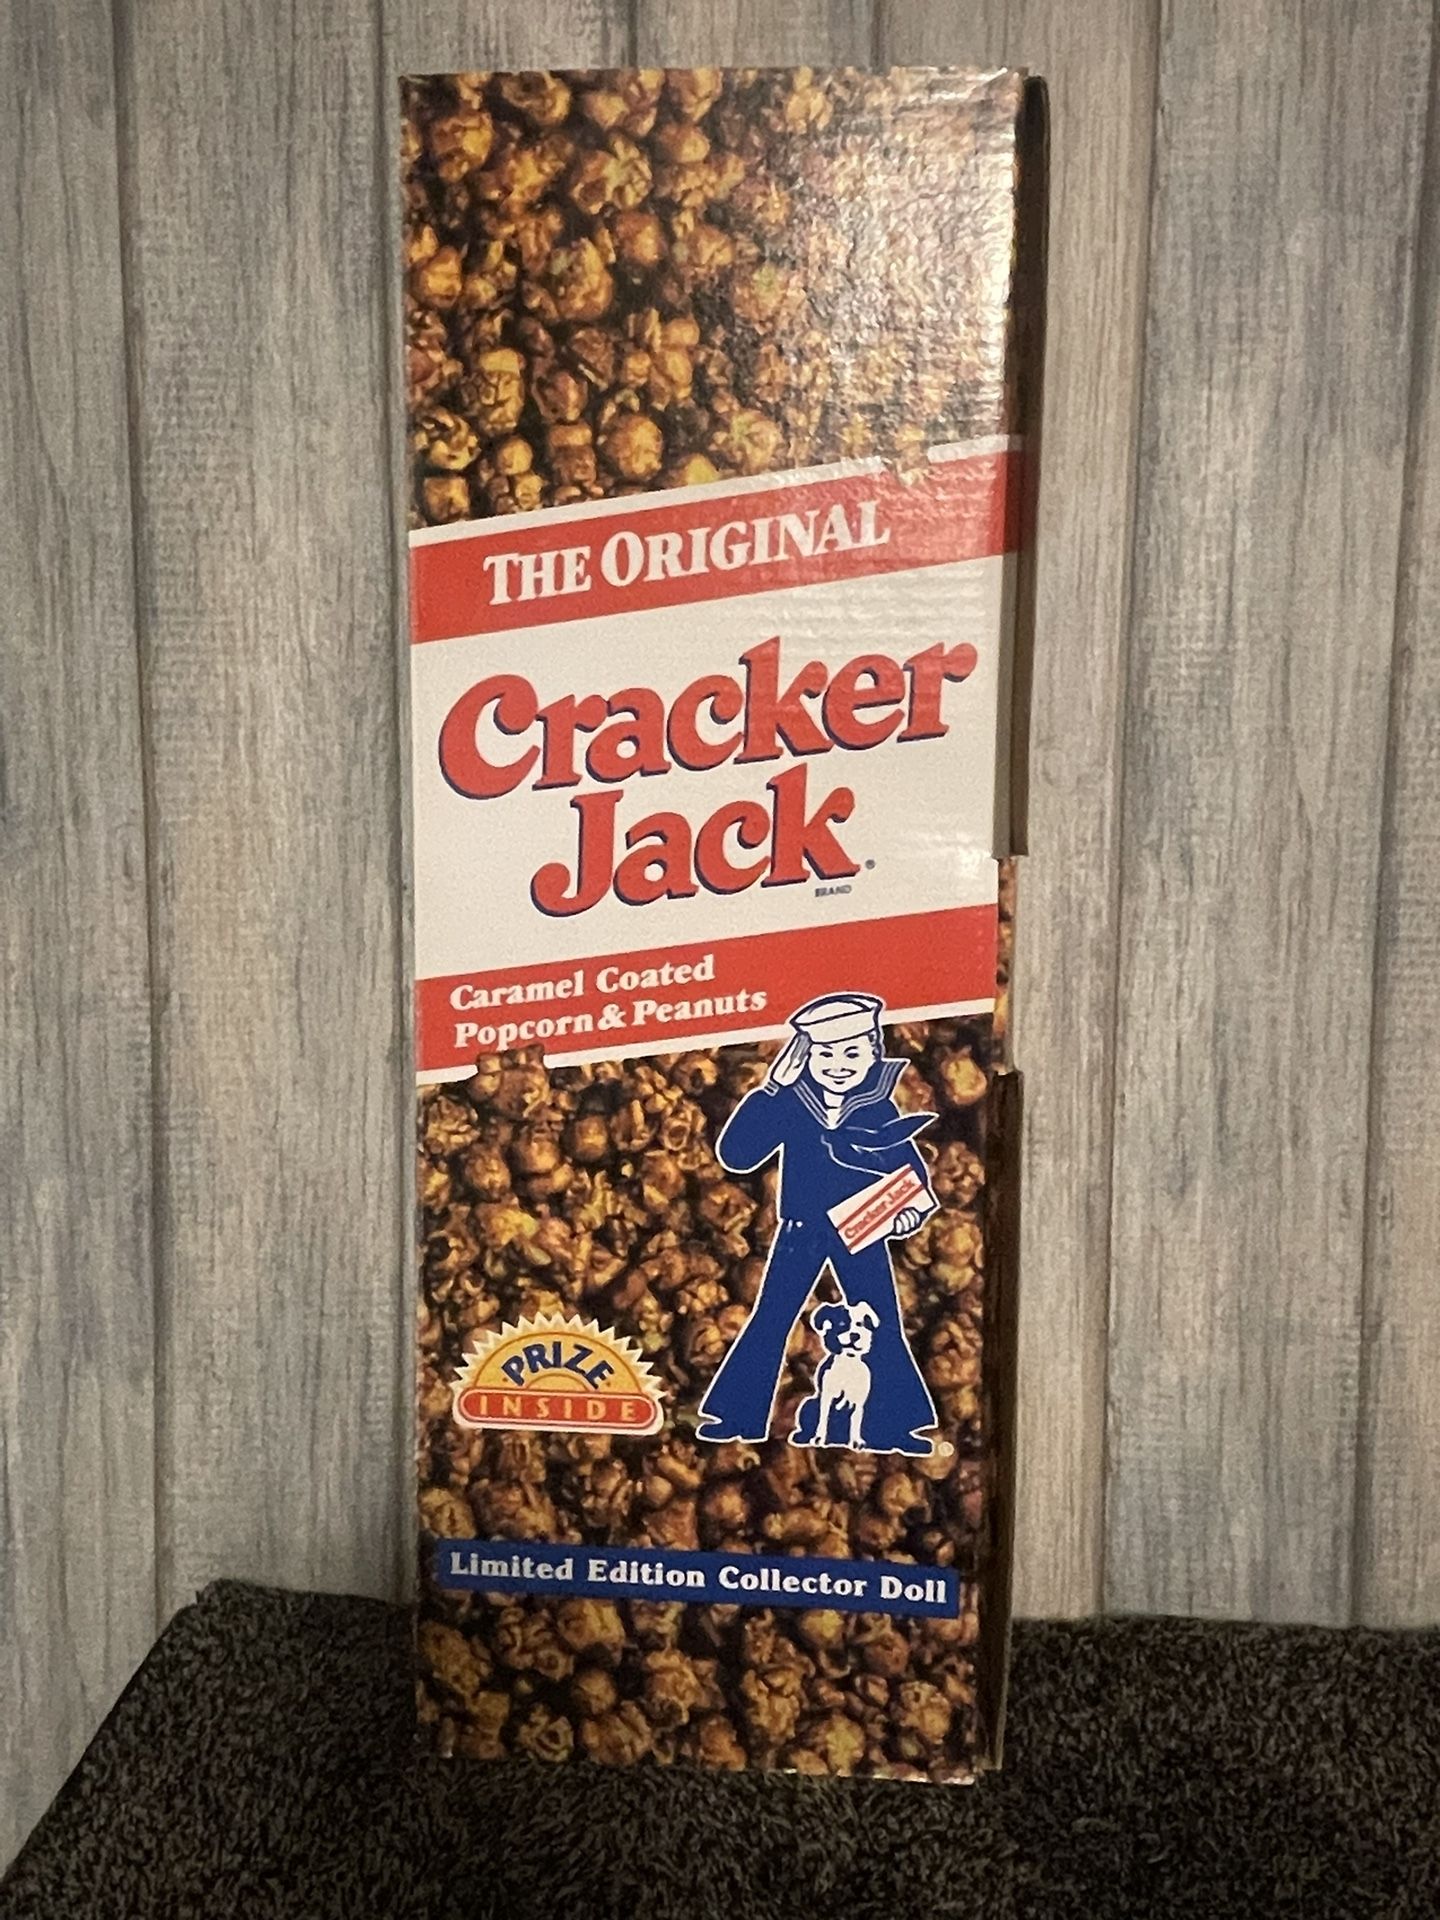 THE ORIGINAL
Cracker
Jack®
BRAND
Caramel Coated
Popcorn & Peanuts
Cracker Jack
PRIZE
INSIDE
®
Limited Edition Collector Doll